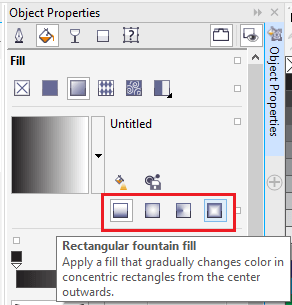 Object Properties
Fill
Untitled
Object Properties
Rectangular fountain fill
Apply a fill that gradually changes color in
concentric rectangles from the center
outwards.